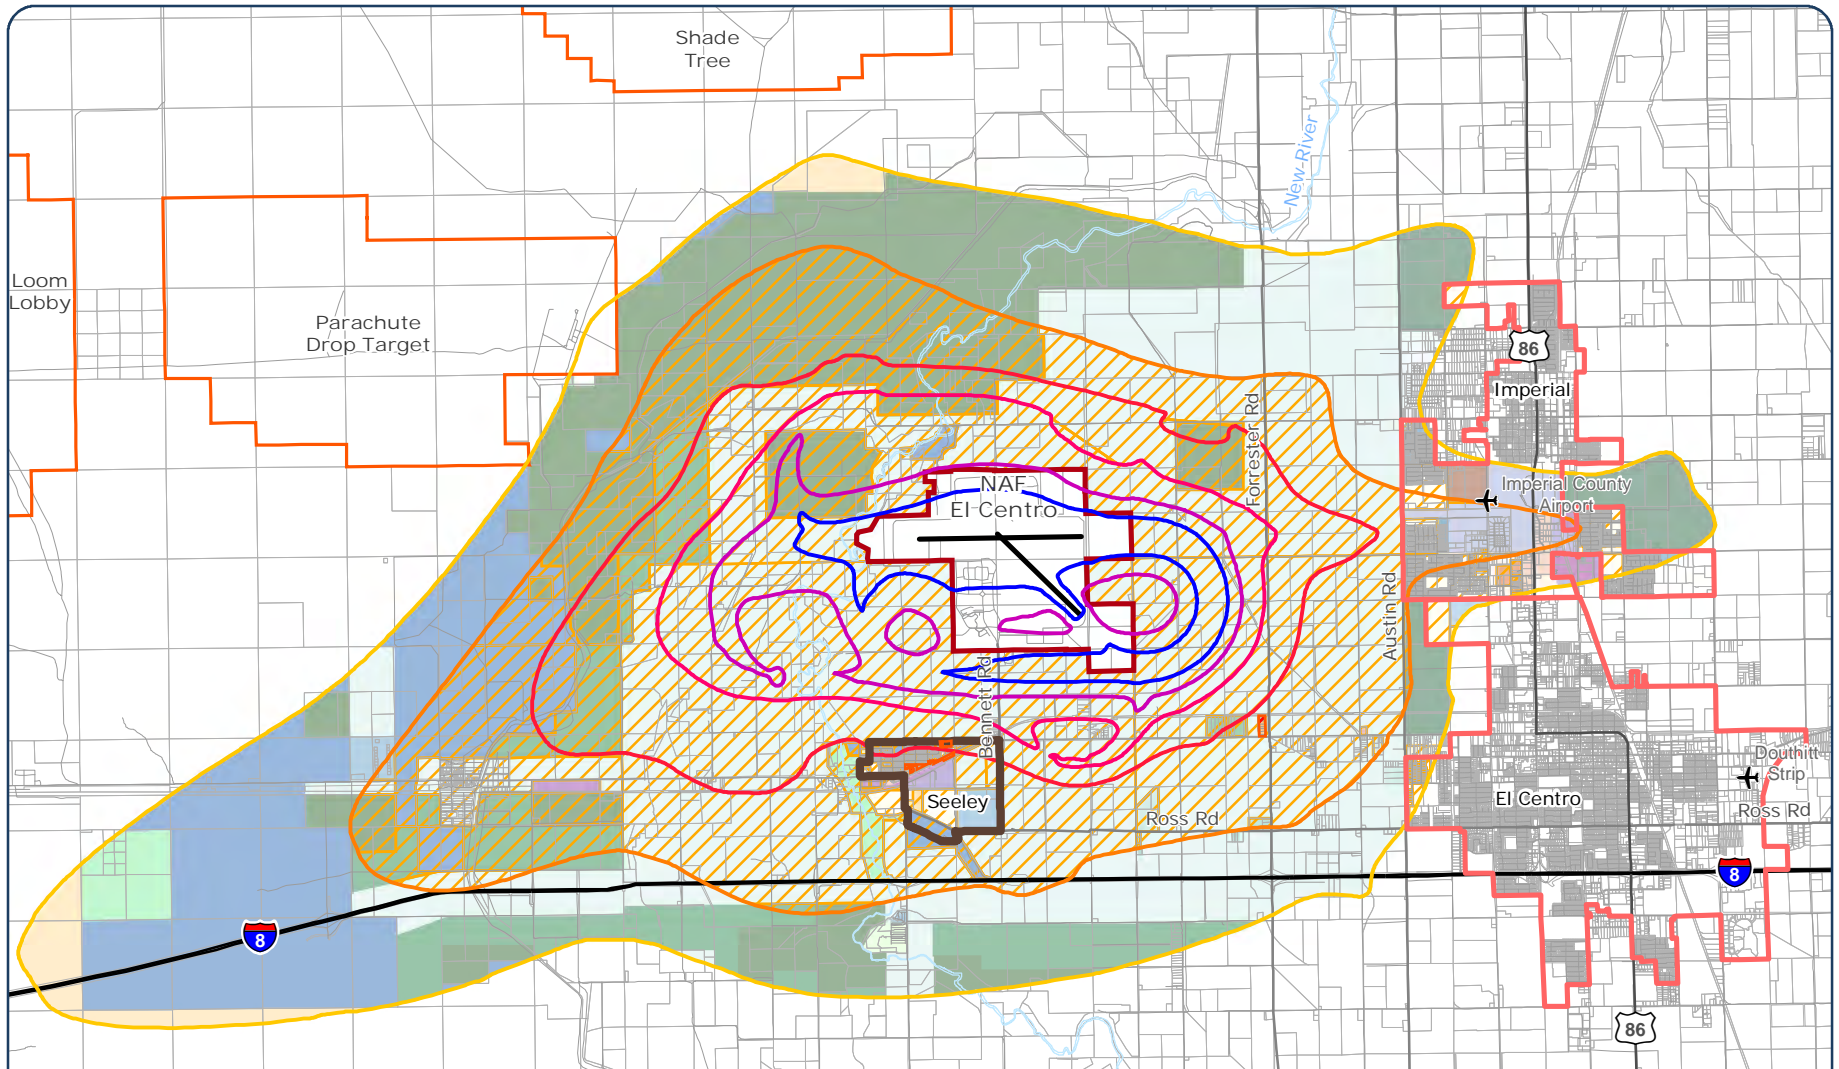 Shade
Tree
New River
Loom
Lobby
Parachute
Drop Target
86
Imperial
Forrester Rd
NAF
El Centro
Imperial County
Airport
Austin Rd
Bennett Rd
Douthitt
Strip
Seeley
El Centro
Ross Rd
Ross Rd
8
8
86